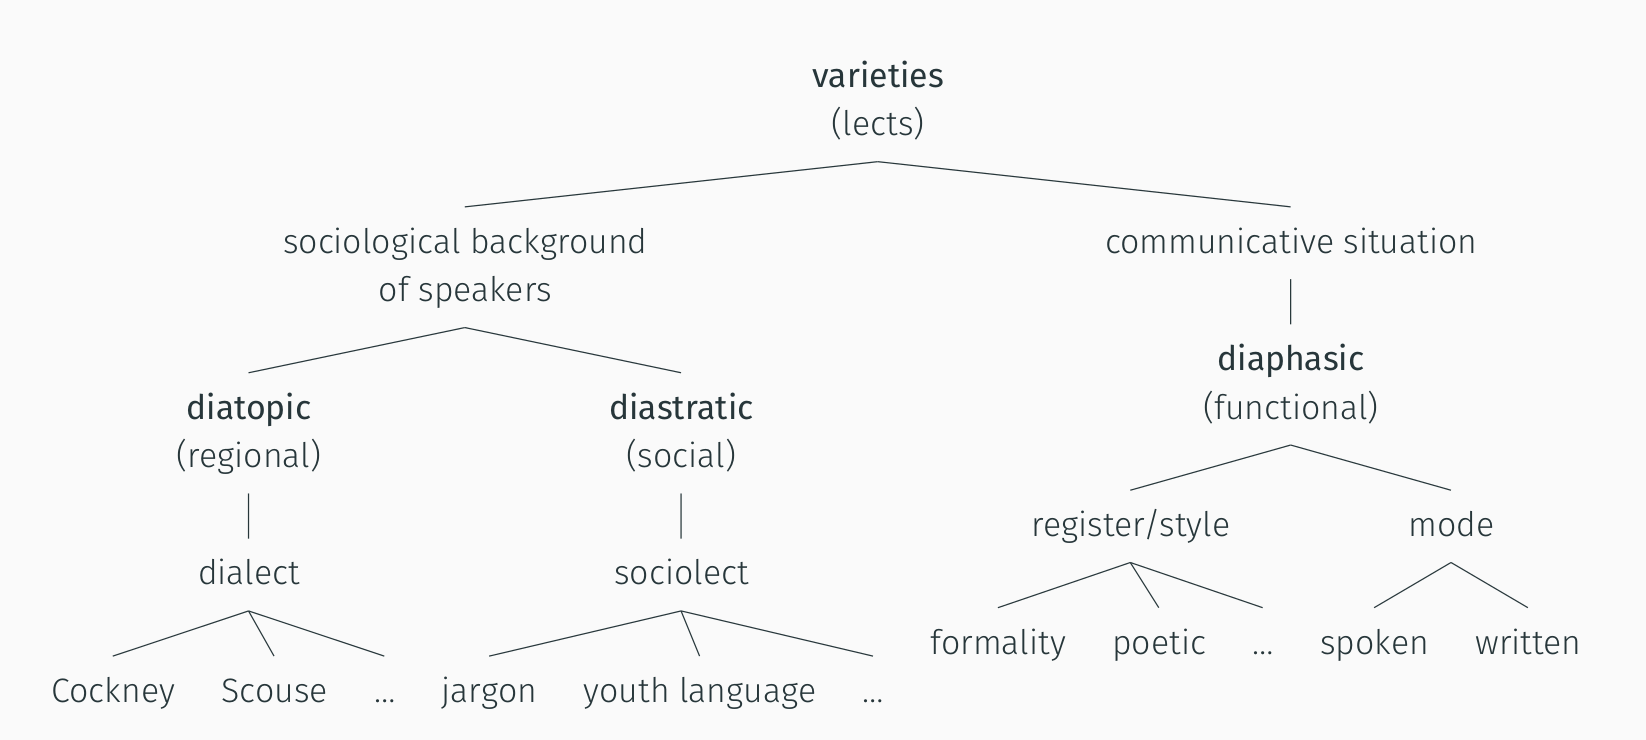 varieties
(lects)
sociological background
of speakers
communicative situation
diatopic
(regional)
diastratic
(social)
diaphasic
(functional)
dialect
sociolect
register/style
mode
Cockney
Scouse
...
jargon
youth language
...
formality
poetic
...
spoken
written